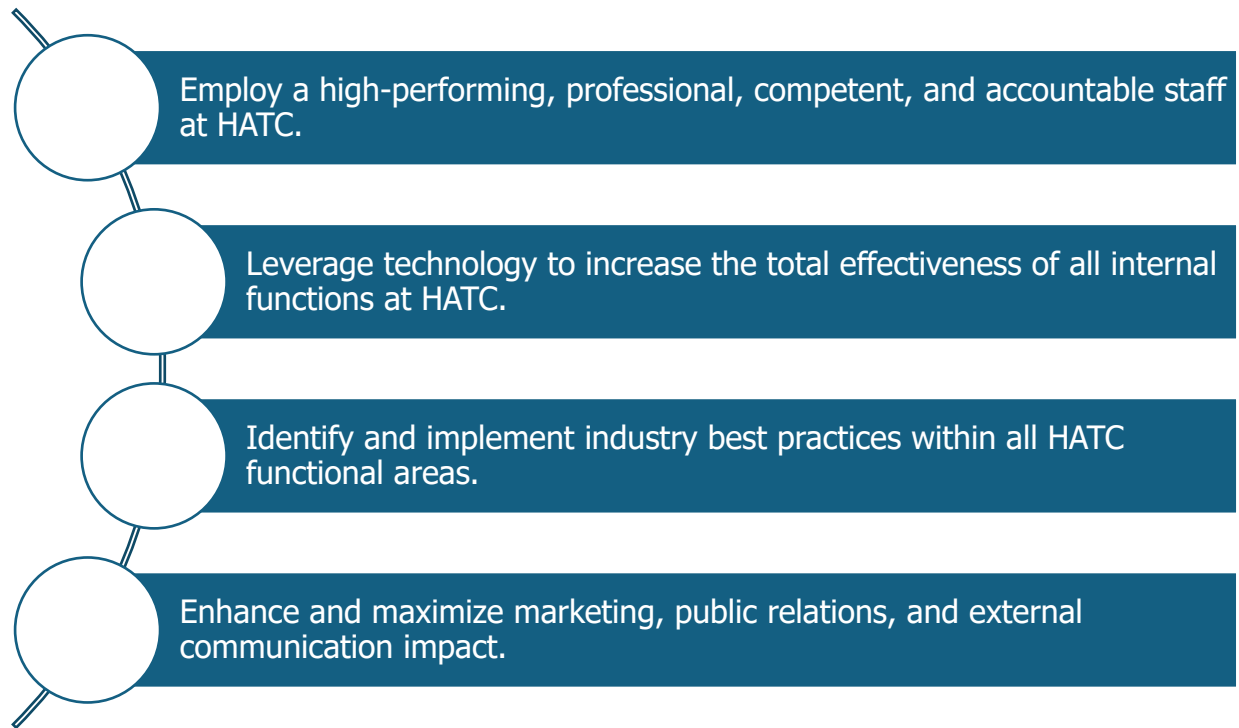 Employ a high-performing, professional, competent, and accountable staff
at HATC.
Leverage technology to increase the total effectiveness of all internal
functions at HATC.
Identify and implement industry best practices within all HATC
functional areas.
Enhance and maximize marketing, public relations, and external
communication impact.